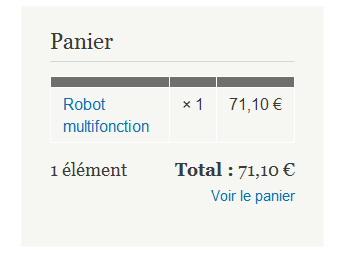 Panier
Robot × 1 71,10 €
multifonction
1 élément Total : 71,10 €
Voir le panier